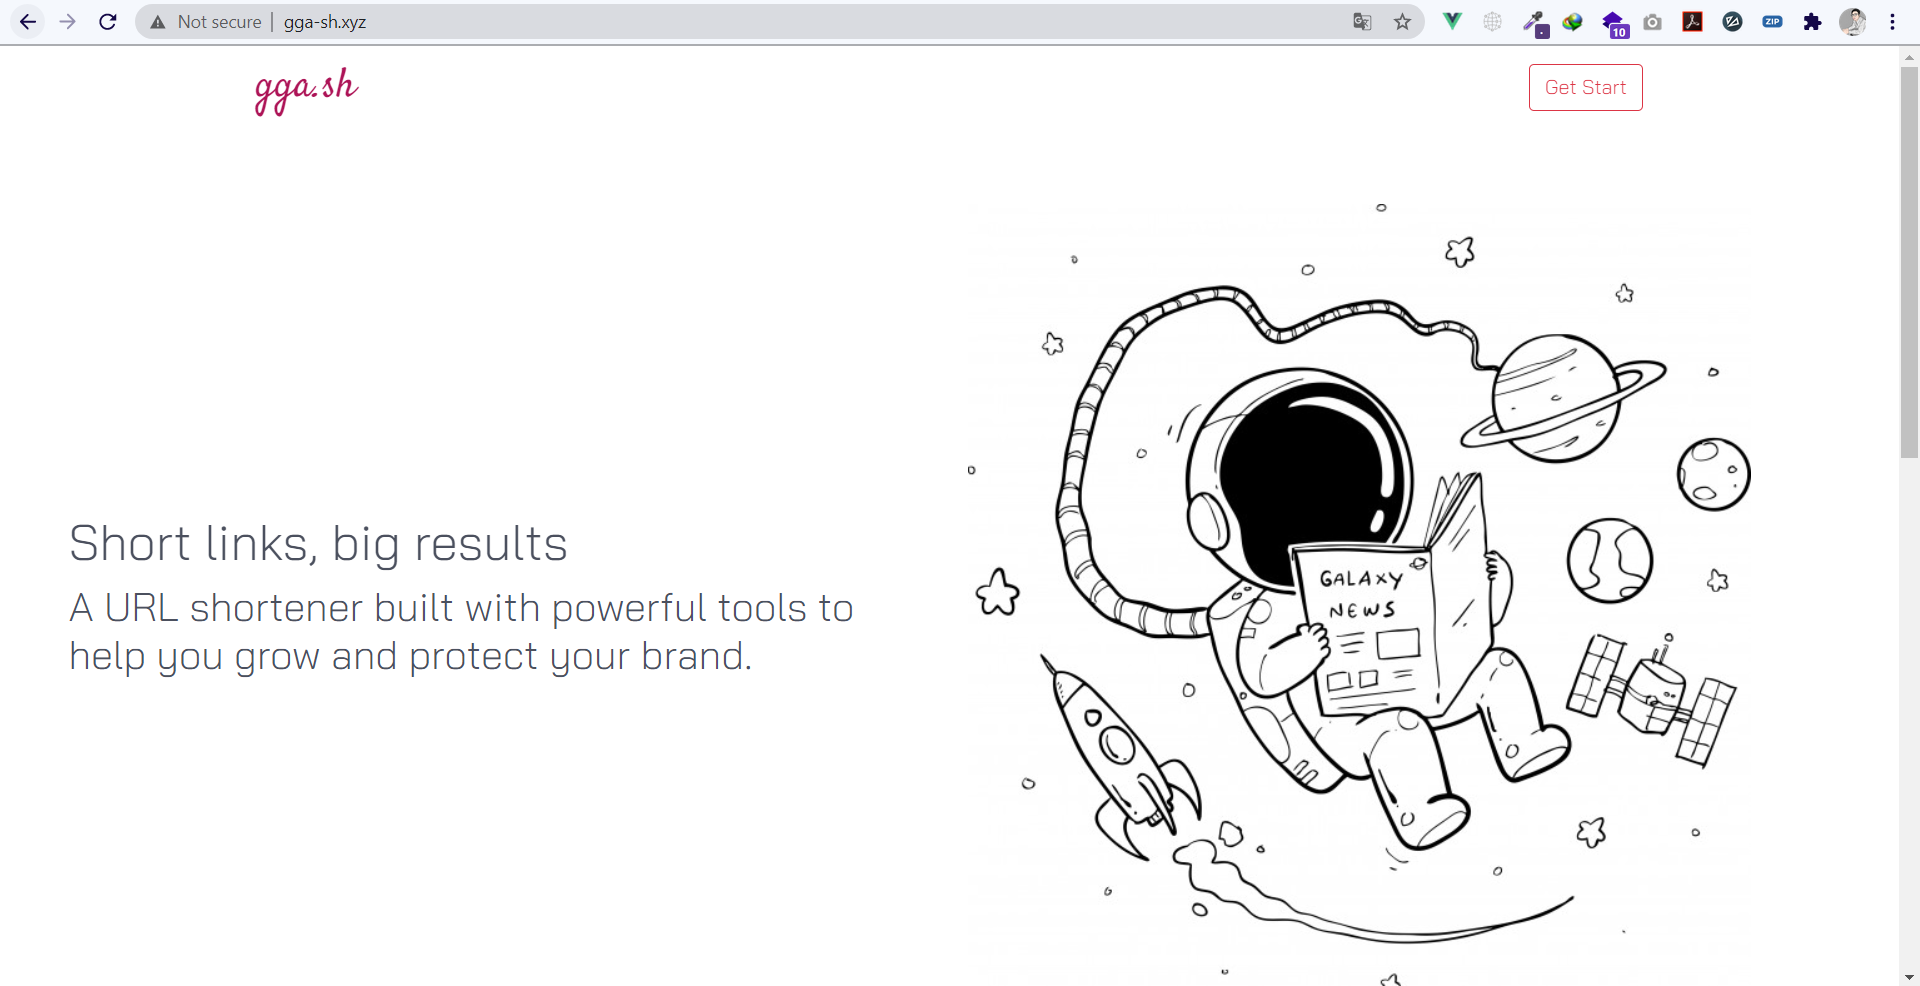 Not secure | gga-sh.xyz
10
ZIP
gga.sh
Get Start
Short links, big results
A URL shortener built with powerful tools to
help you grow and protect your brand.
GALAXY
NEWS